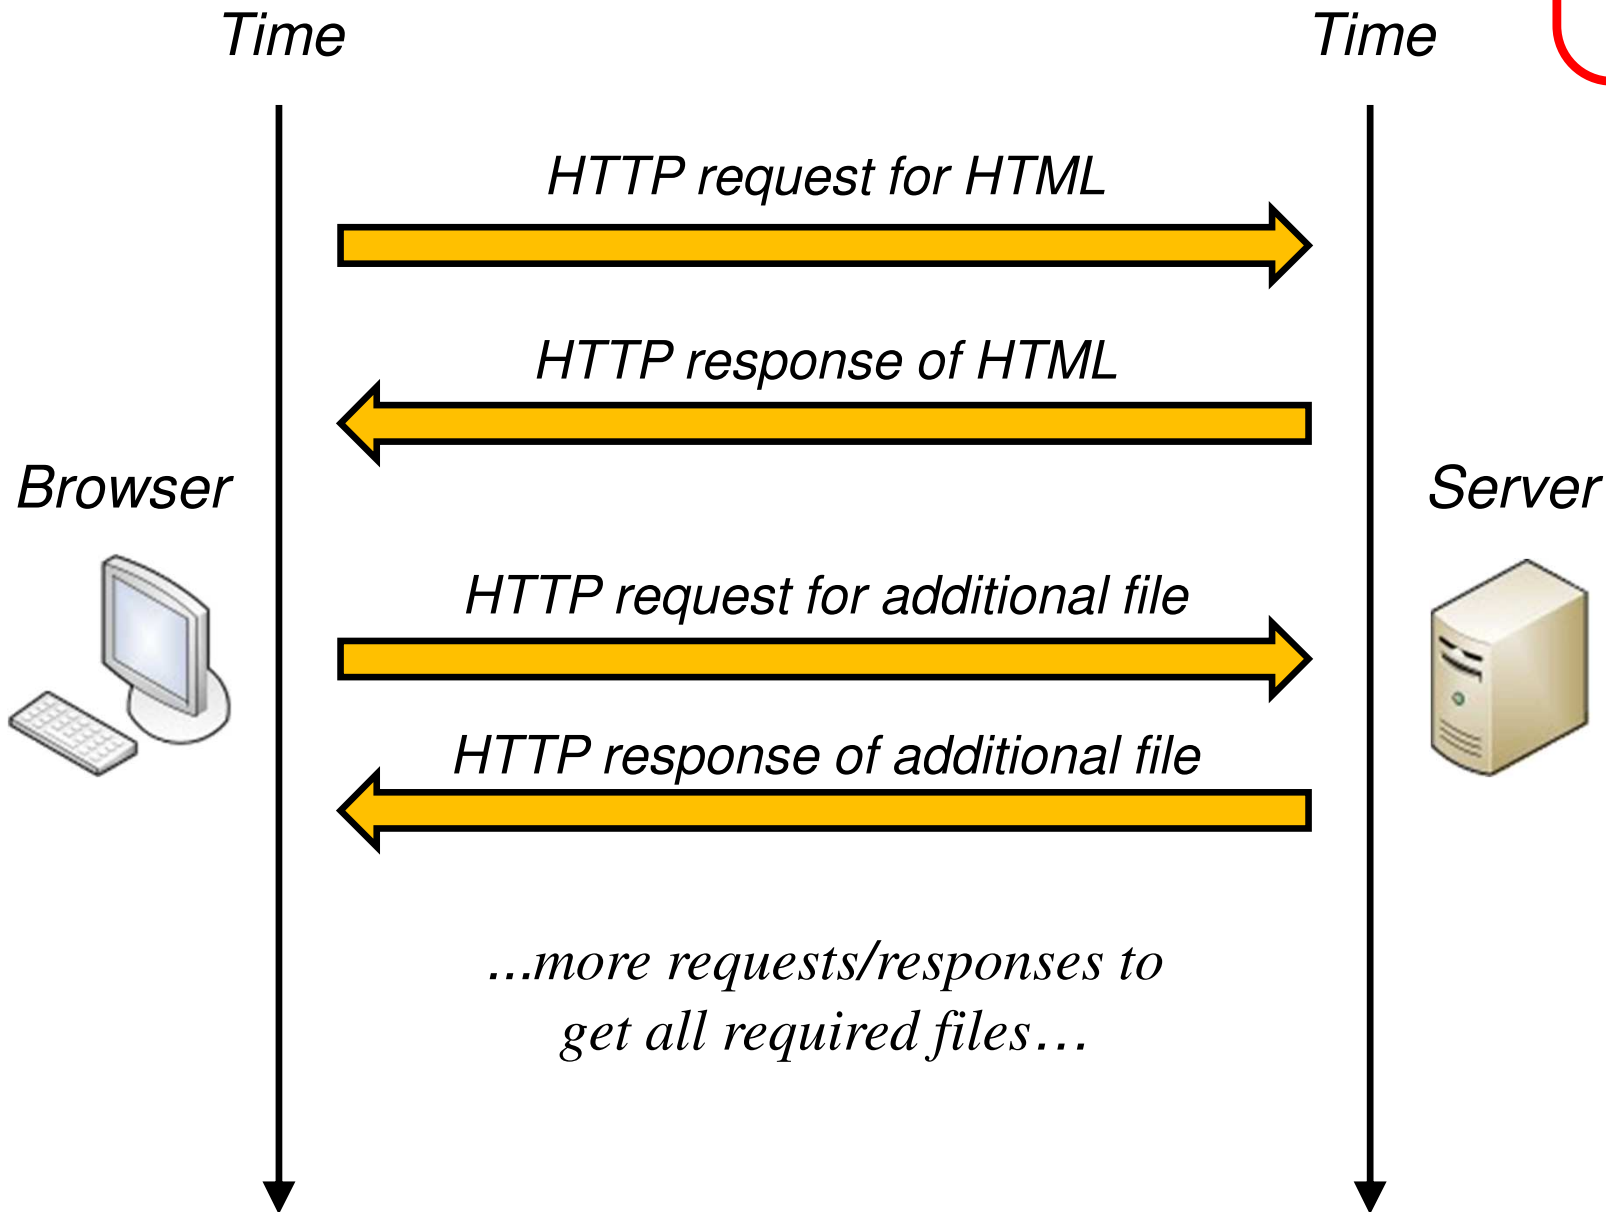 Time
Time
HTTP request for HTML
HTTP response of HTML
Browser
Server
HTTP request for additional file
HTTP response of additional file
...more requests/responses to
get all required files...